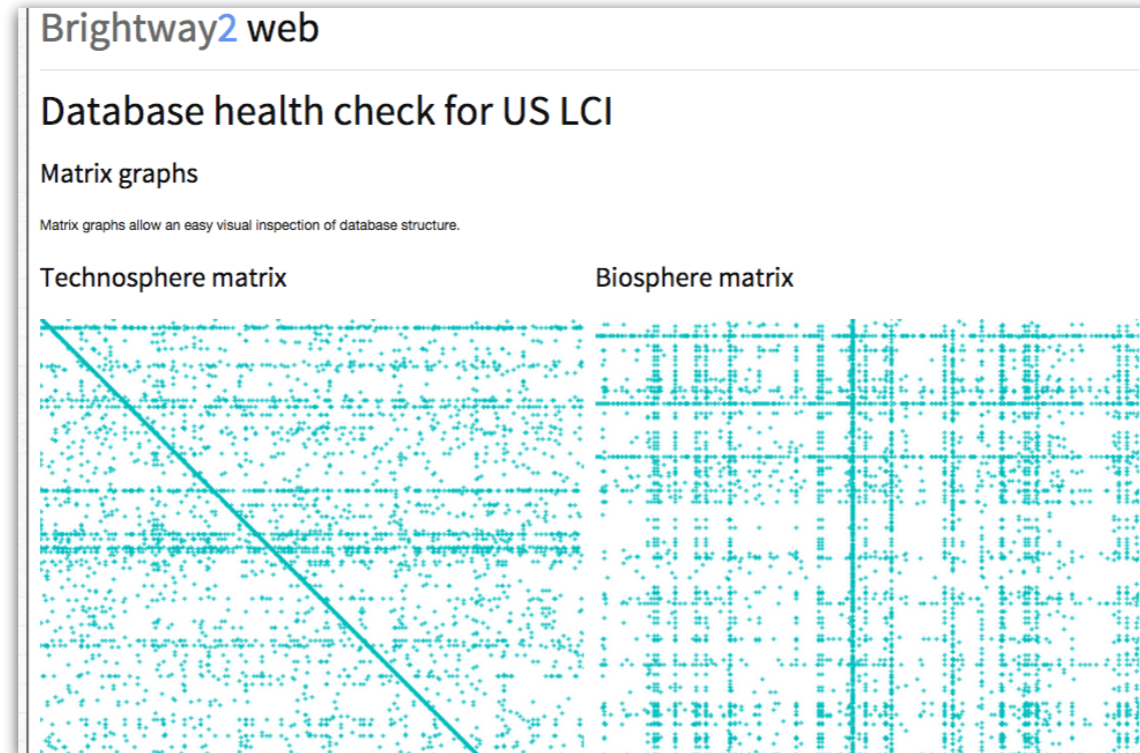 Brightway2 web
Database health check for US LCI
Matrix graphs
Matrix graphs allow an easy visual inspection of database structure.
Technosphere matrix
Biosphere matrix